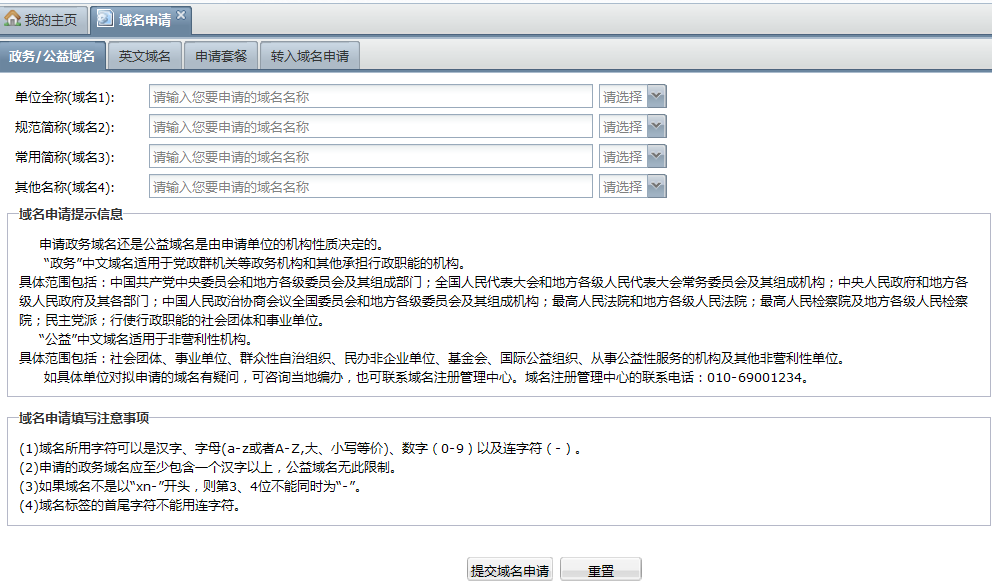 我的主页 域名申请
政务/公益域名 英文域名 申请套餐 转入域名申请
单位全称(域名1): 请输入您要申请的域名名称 请选择
规范简称(域名2): 请输入您要申请的域名名称 请选择
常用简称(域名3): 请输入您要申请的域名名称 请选择
其他名称(域名4): 请输入您要申请的域名名称 请选择
域名申请提示信息
申请政务域名还是公益域名是由申请单位的机构性质决定的。
“政务”中文域名适用于党政群机关等政务机构和其他承担行政职能的机构。
具体范围包括：中国共产党中央委员会和地方各级委员会及其组成部门；全国人民代表大会和地方各级人民代表大会常务委员会及其组成机构；中央人民政府和地方各
级人民政府及其各部门；中国人民政治协商会议全国委员会和地方各级委员会及其组成机构；最高人民法院和地方各级人民法院；最高人民检察院及地方各级人民检察
院；民主党派；行使行政职能的社会团体和事业单位。
“公益”中文域名适用于非营利性机构。
具体范围包括：社会团体、事业单位、群众性自治组织、民办非企业单位、基金会、国际公益组织、从事公益性服务的机构及其他非营利性单位。
如具体单位对拟申请的域名有疑问，可咨询当地编办，也可联系域名注册管理中心。域名注册管理中心的联系电话：010-69001234。
域名申请填写注意事项
(1)域名所用字符可以是汉字、字母(a-z或者A-Z,大、小写等价)、数字（0-9）以及连字符（-）。
(2)申请的政务域名应至少包含一个汉字以上，公益域名无此限制。
(3)如果域名不是以“xn-”开头，则第3、4位不能同时为“-”。
(4)域名标签的首尾字符不能用连字符。
提交域名申请 重置